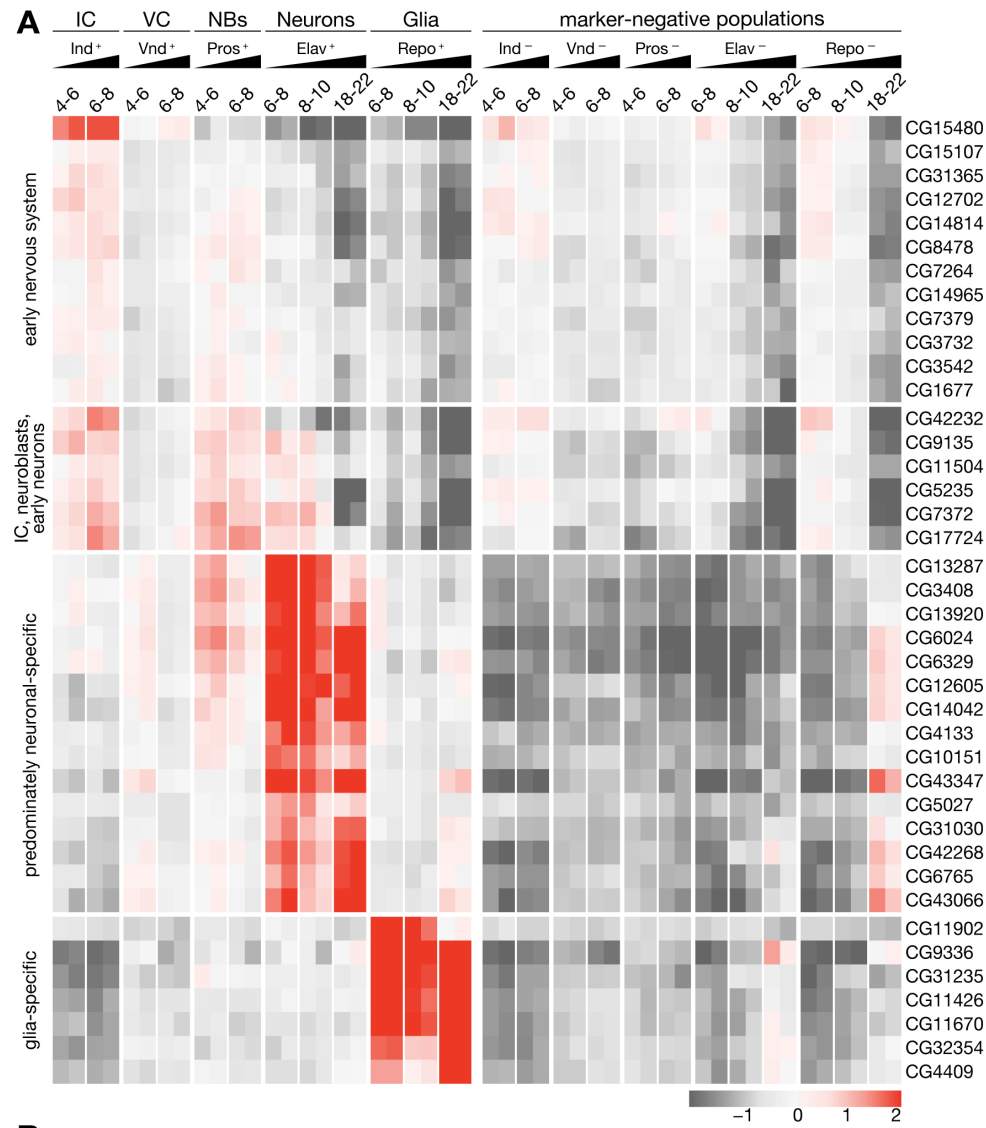 A
IC VC NBs Neurons Glia marker-negative populations
Ind + Vnd + Pros + Elav + Repo + Ind − Vnd − Pros − Elav − Repo −
4-6 6-8 4-6 6-8 4-6 6-8 6-8 8-10 18-22 6-8 8-10 18-22 4-6 6-8 4-6 6-8 4-6 6-8 6-8 8-10 18-22 6-8 8-10 18-22
early nervous system
CG15480
CG15107
CG31365
CG12702
CG14814
CG8478
CG7264
CG14965
CG7379
CG3732
CG3542
CG1677
IC, neuroblasts,
early neurons
CG42232
CG9135
CG11504
CG5235
CG7372
CG17724
predominately neuronal-specific
CG13287
CG3408
CG13920
CG6024
CG6329
CG12605
CG14042
CG4133
CG10151
CG43347
CG5027
CG31030
CG42268
CG6765
CG43066
glia-specific
CG11902
CG9336
CG31235
CG11426
CG11670
CG32354
CG4409
−1 0 1 2